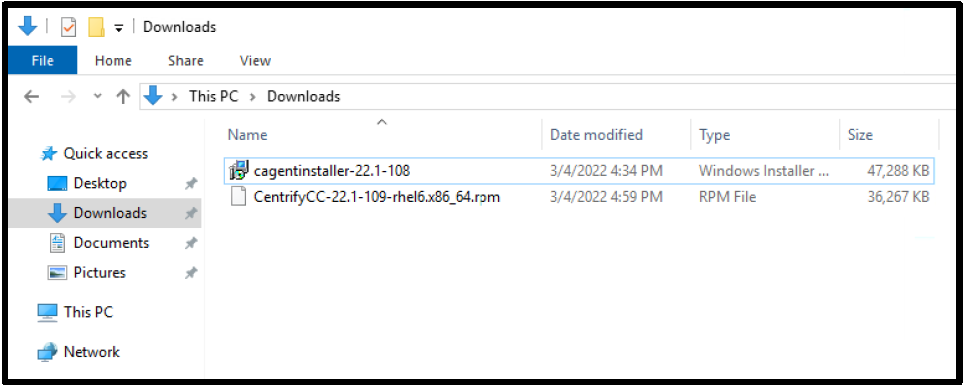 Downloads
File Home Share View
This PC > Downloads
Name Date modified Type Size
Quick access
cagentinstaller-22.1-108 3/4/2022 4:34 PM Windows Installer ... 47,288 KB
Desktop
CentrifyCC-22.1-109-rhel6.x86_64.rpm 3/4/2022 4:59 PM RPM File 36,267 KB
Downloads
Documents
Pictures
This PC
Network